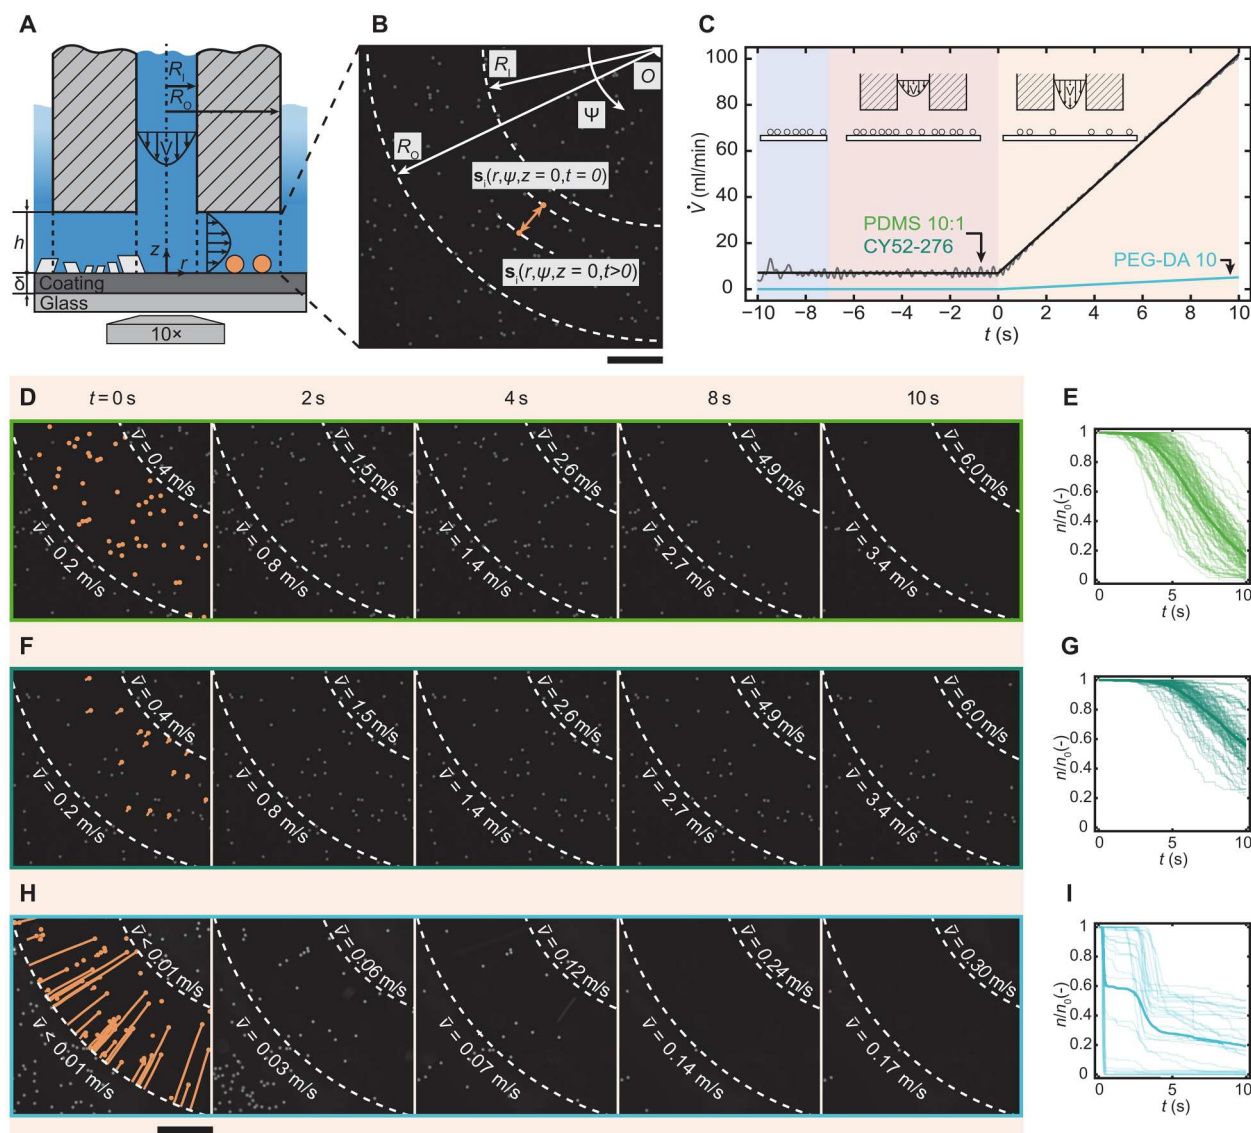 A
R_I
R_O
V̇
h
z
r
δ
Coating
Glass
10×
B
R_I
O
Ψ
R_O
s_i(r,ψ,z = 0,t = 0)
s_i(r,ψ,z = 0,t>0)
C
V̇ (ml/min)
100
80
60
40
20
0
V̇
V̇
PDMS 10:1
CY52-276
PEG-DA 10
−10 −8 −6 −4 −2 0 2 4 6 8 10
t (s)
D
t = 0 s 2 s 4 s 8 s 10 s
v̄ = 0.4 m/s
v̄ = 0.2 m/s
v̄ = 1.5 m/s
v̄ = 0.8 m/s
v̄ = 2.6 m/s
v̄ = 1.4 m/s
v̄ = 4.9 m/s
v̄ = 2.7 m/s
v̄ = 6.0 m/s
v̄ = 3.4 m/s
E
n/n₀(-)
1
0.8
0.6
0.4
0.2
0
0 5 10
t (s)
F
v̄ = 0.4 m/s
v̄ = 0.2 m/s
v̄ = 1.5 m/s
v̄ = 0.8 m/s
v̄ = 2.6 m/s
v̄ = 1.4 m/s
v̄ = 4.9 m/s
v̄ = 2.7 m/s
v̄ = 6.0 m/s
v̄ = 3.4 m/s
G
n/n₀(-)
1
0.8
0.6
0.4
0.2
0
0 5 10
t (s)
H
v̄ < 0.01 m/s
v̄ < 0.01 m/s
v̄ = 0.06 m/s
v̄ = 0.03 m/s
v̄ = 0.12 m/s
v̄ = 0.07 m/s
v̄ = 0.24 m/s
v̄ = 0.14 m/s
v̄ = 0.30 m/s
v̄ = 0.17 m/s
I
n/n₀(-)
1
0.8
0.6
0.4
0.2
0
0 5 10
t (s)